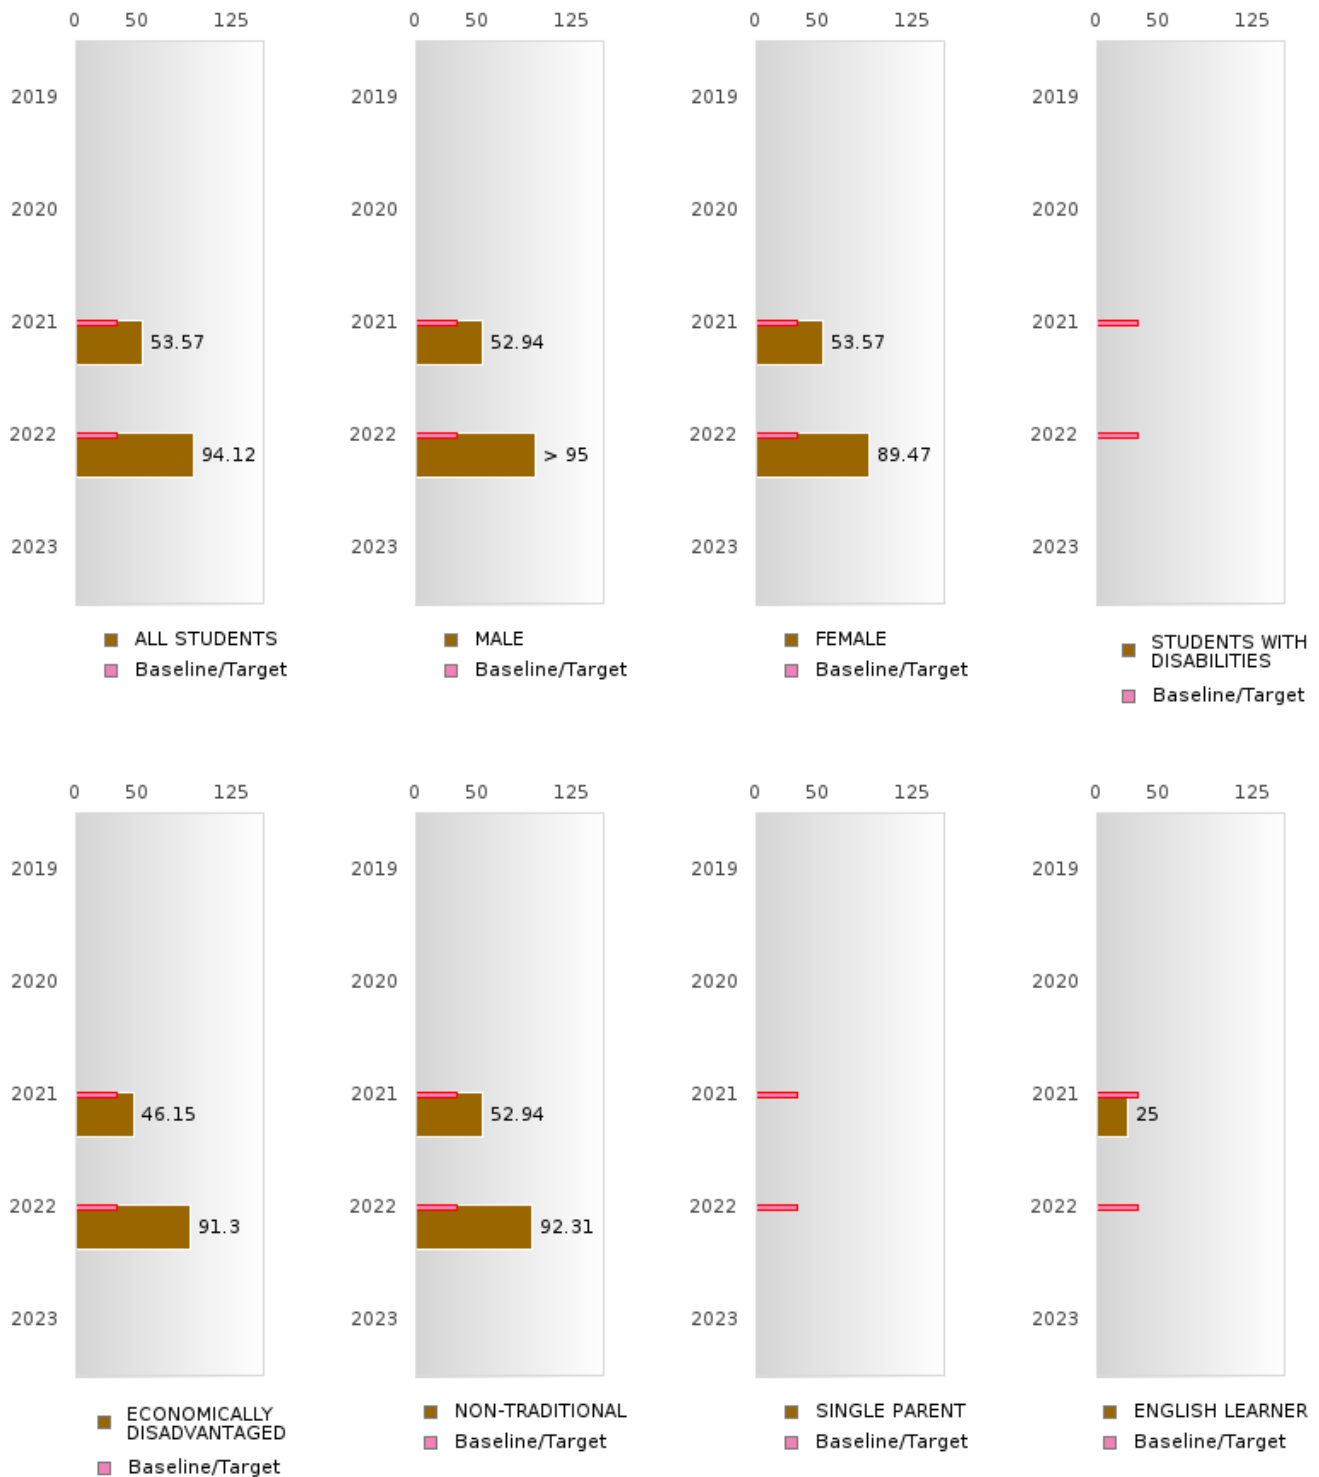 0 50 125 0 50 125 0 50 125 0 50 125
2019 2019 2019 2019
2020 2020 2020 2020
2021 2021 2021 2021
53.57 52.94 53.57
2022 2022 2022 2022
94.12 > 95 89.47
2023 2023 2023 2023
ALL STUDENTS MALE FEMALE STUDENTS WITH
DISABILITIES
Baseline/Target Baseline/Target Baseline/Target Baseline/Target
0 50 125 0 50 125 0 50 125 0 50 125
2019 2019 2019 2019
2020 2020 2020 2020
2021 2021 2021 2021
46.15 52.94 25
2022 2022 2022 2022
91.3 92.31
2023 2023 2023 2023
ECONOMICALLY NON-TRADITIONAL SINGLE PARENT ENGLISH LEARNER
DISADVANTAGED
Baseline/Target Baseline/Target Baseline/Target Baseline/Target